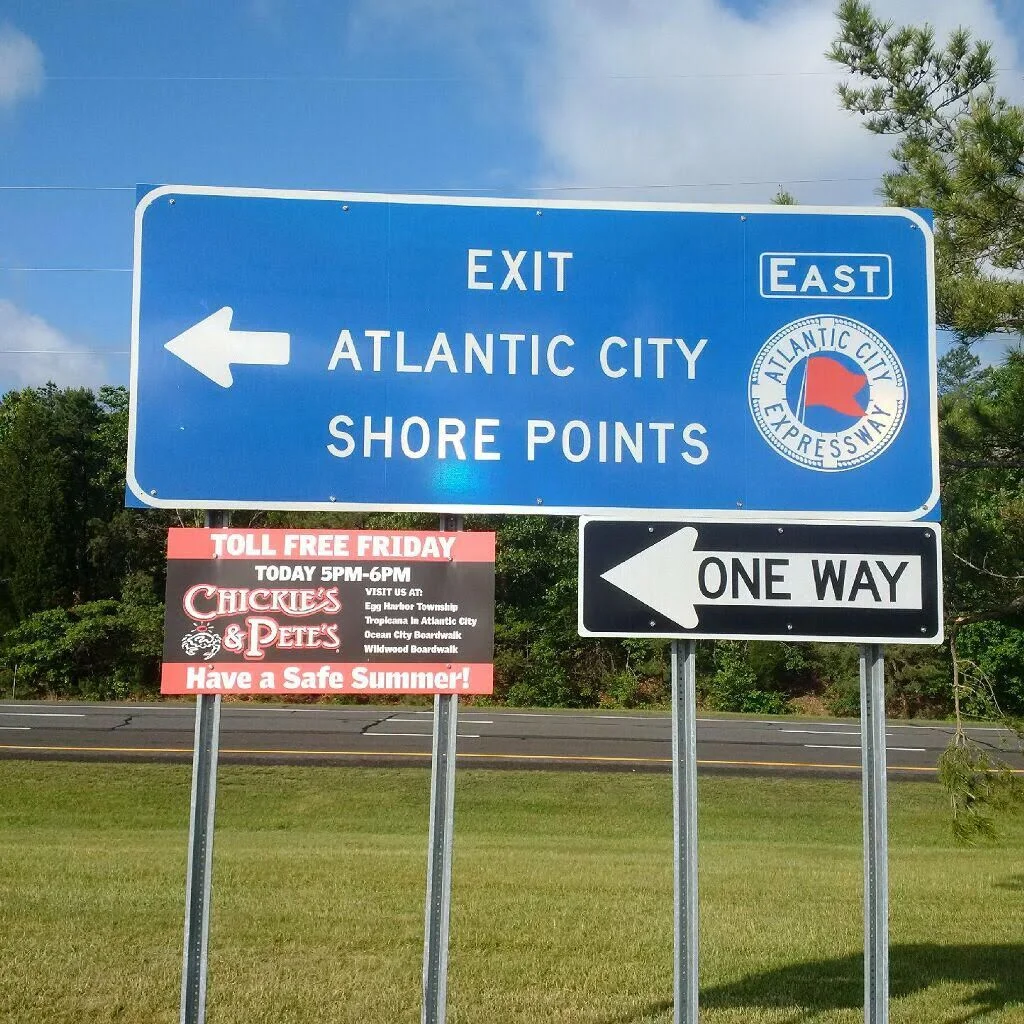 EXIT
EAST
ATLANTIC CITY
SHORE POINTS
ATLANTIC CITY
EXPRESSWAY
TOLL FREE FRIDAY
TODAY 5PM-6PM
CHICKIE'S
& PETE'S
VISIT US AT:
Egg Harbor Township
Tropicana in Atlantic City
Ocean City Boardwalk
Wildwood Boardwalk
Have a Safe Summer!
ONE WAY